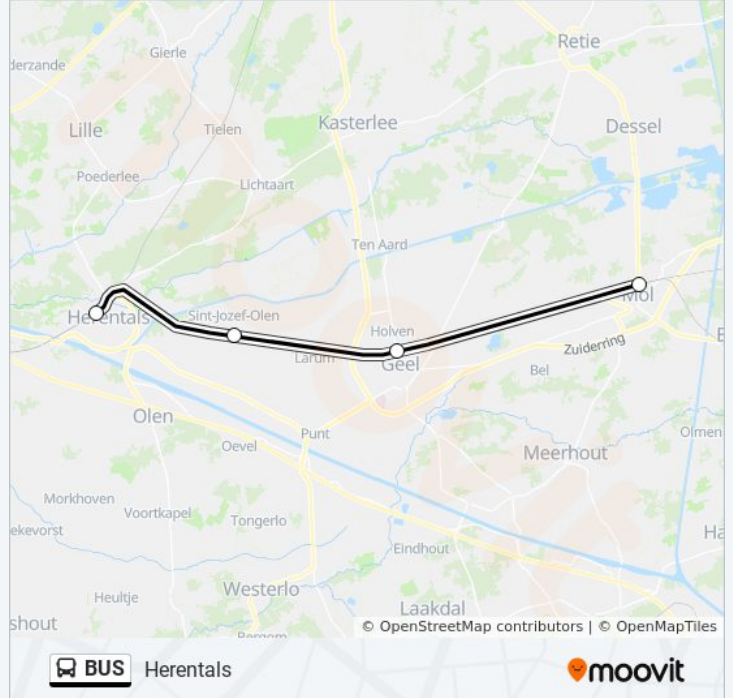 Retie
Gierle
derzande
Kasterlee
Lille
Tielen
Dessel
Poederlee
Lichtaart
Ten Aard
Mol
Herentals
Sint-Jozef-Olen
Holven
Larum
Geel
Zuiderring
Bel
Olen
Punt
Oevel
Olmen
Meerhout
Morkhoven
Voortkapel
Tongerlo
ekevorst
Eindhout
Westerlo
Heultje
Laakdal
shout
© OpenStreetMap contributors | © OpenMapTiles
BUS Herentals
moovit